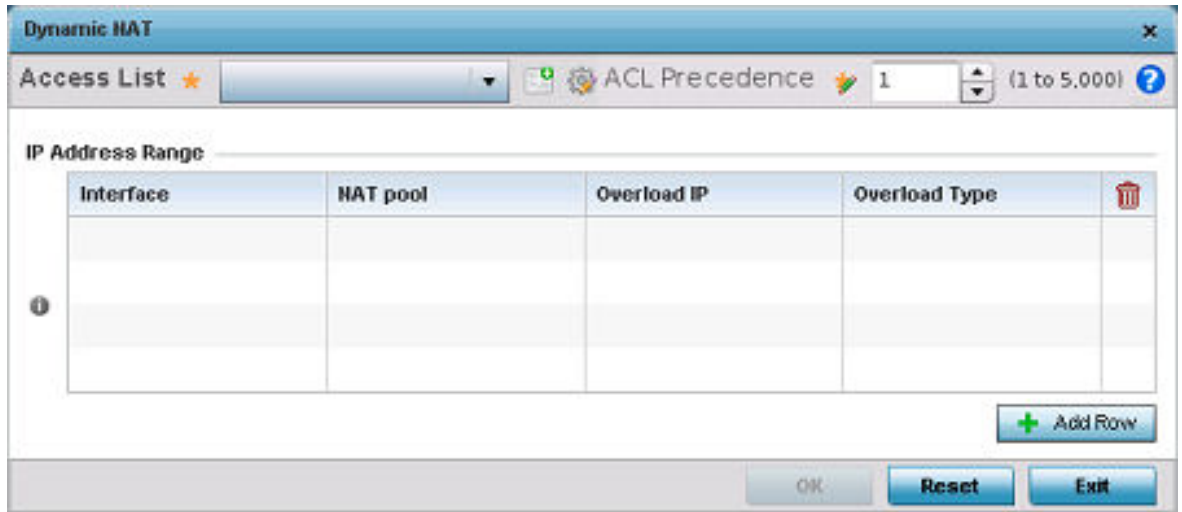 Dynamic NAT
Access List ACL Precedence 1 (1 to 5,000) ?
IP Address Range
Interface NAT pool Overload IP Overload Type
Add Row
OK Reset Exit